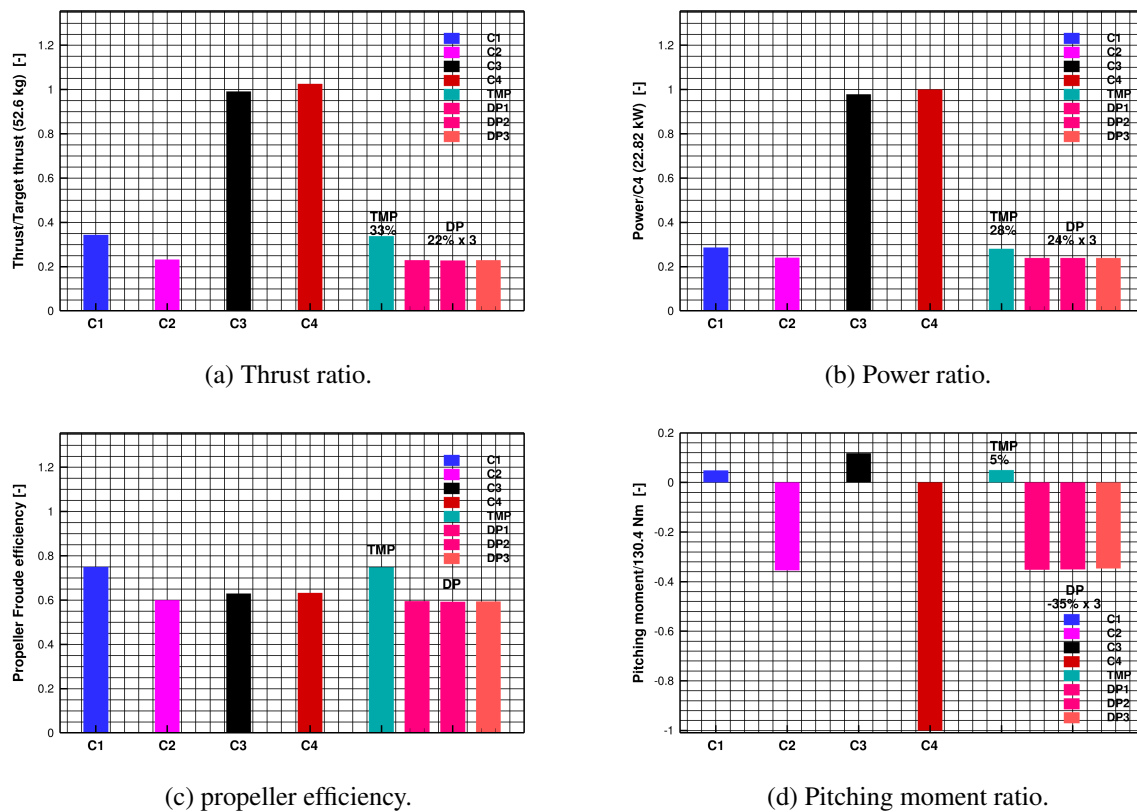 Thrust/Target thrust (52.6 kg) [-]
1.2
1
0.8
0.6
0.4
0.2
0
C1
C2
C3
C4
TMP
DP1
DP2
DP3
TMP
33%
DP
22% x 3
C1
C2
C3
C4
(a) Thrust ratio.
Power/C4 (22.82 kW) [-]
1.2
1
0.8
0.6
0.4
0.2
0
C1
C2
C3
C4
TMP
DP1
DP2
DP3
TMP
28%
DP
24% x 3
C1
C2
C3
C4
(b) Power ratio.
Propeller Froude efficiency [-]
1.2
1
0.8
0.6
0.4
0.2
0
C1
C2
C3
C4
TMP
DP1
DP2
DP3
TMP
DP
C1
C2
C3
C4
(c) propeller efficiency.
Pitching moment/130.4 Nm [-]
0.2
0
-0.2
-0.4
-0.6
-0.8
-1
TMP
5%
DP
-35% x 3
C1
C2
C3
C4
TMP
DP1
DP2
DP3
C1
C2
C3
C4
(d) Pitching moment ratio.